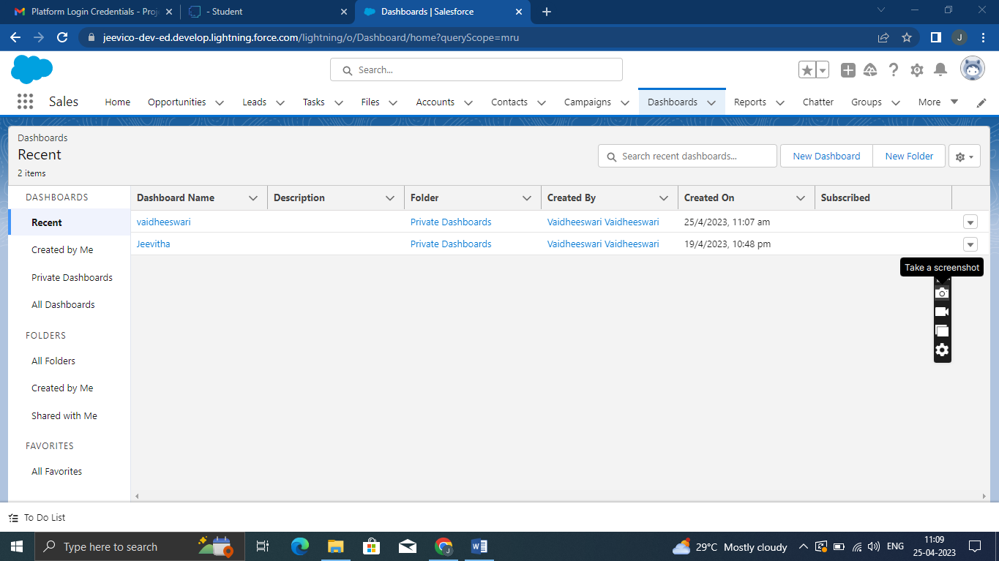 Platform Login Credentials - Proj
- Student
Dashboards | Salesforce
jeevico-dev-ed.develop.lightning.force.com/lightning/o/Dashboard/home?queryScope=mru
J
Search...
Sales
Home
Opportunities
Leads
Tasks
Files
Accounts
Contacts
Campaigns
Dashboards
Reports
Chatter
Groups
More
Dashboards
Recent
2 items
Search recent dashboards...
New Dashboard
New Folder
DASHBOARDS
Recent
Created by Me
Private Dashboards
All Dashboards
FOLDERS
All Folders
Created by Me
Shared with Me
FAVORITES
All Favorites
Dashboard Name Description Folder Created By Created On Subscribed
vaidheeswari Private Dashboards Vaidheeswari Vaidheeswari 25/4/2023, 11:07 am
Jeevitha Private Dashboards Vaidheeswari Vaidheeswari 19/4/2023, 10:48 pm
Take a screenshot
To Do List
Type here to search
29°C Mostly cloudy
ENG
11:09
25-04-2023